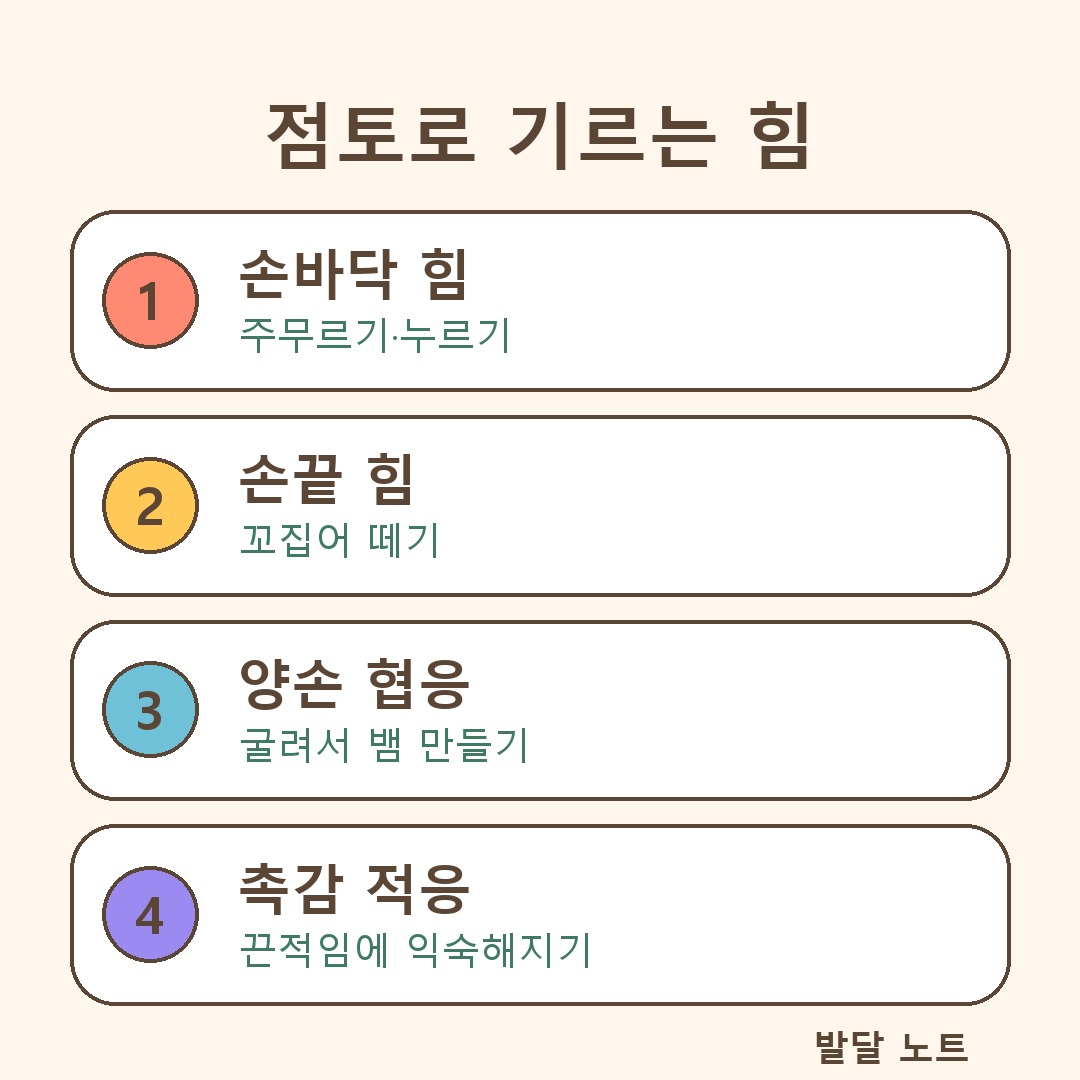 점토로 기르는 힘
1
손바닥 힘
주무르기·누르기
2
손끝 힘
꼬집어 떼기
3
양손 협응
굴려서 뱀 만들기
4
촉감 적응
끈적임에 익숙해지기
발달 노트